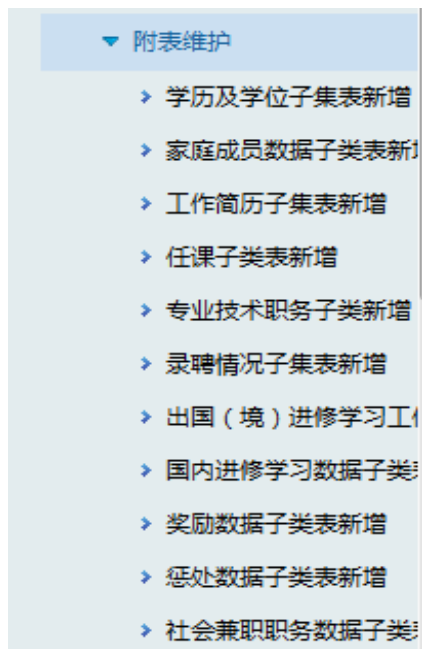 附表维护
学历及学位子集表新增
家庭成员数据子类表新
工作简历子集表新增
任课子类表新增
专业技术职务子类新增
录聘情况子集表新增
出国（境）进修学习工
国内进修学习数据子类
奖励数据子类表新增
惩处数据子类表新增
社会兼职职务数据子类